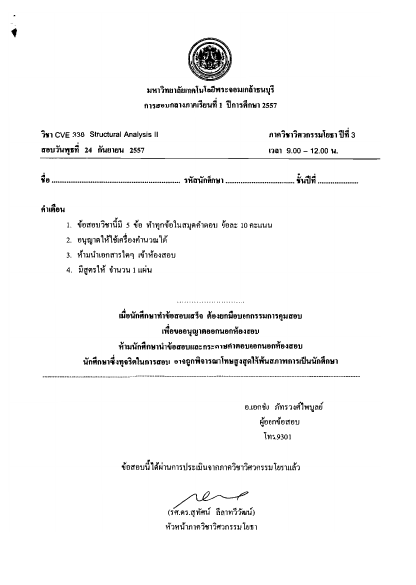 มหาวิทยาลัยเทคโนโลยีพระจอมเกล้าธนบุรี
การสอบกลางภาคเรียนที่ 1 ปีการศึกษา 2557
วิชา CVE 330 Structural Analysis II ภาควิชาวิศวกรรมโยธา ปีที่ 3
สอบวันพุธที่ 24 กันยายน 2557 เวลา 9.00 – 12.00 น.
ชื่อ ................................................ รหัสนักศึกษา .......................... ชั้นปีที่ ................
คำเตือน
1. ข้อสอบวิชานี้มี 5 ข้อ ทำทุกข้อในสมุดคำตอบ ข้อละ 10 คะแนน
2. อนุญาตให้ใช้เครื่องคำนวณได้
3. ห้ามนำเอกสารใดๆ เข้าห้องสอบ
4. มีสูตรให้ จำนวน 1 แผ่น
เมื่อนักศึกษาทำข้อสอบเสร็จ ต้องยกมือบอกกรรมการคุมสอบ
เพื่อขออนุญาตออกนอกห้องสอบ
ห้ามนักศึกษานำข้อสอบและกระดาษคำตอบออกนอกห้องสอบ
นักศึกษาซึ่งทุจริตในการสอบ อาจถูกพิจารณาโทษสูงสุดให้พ้นสภาพการเป็นนักศึกษา
อ.เอกชัย ภัทรวงศ์ไพบูลย์
ผู้ออกข้อสอบ
โทร.9301
ข้อสอบนี้ได้ผ่านการประเมินจากภาควิชาวิศวกรรมโยธาแล้ว
(รศ.ดร.สุทัศน์ ลีลาทวีวัฒน์)
หัวหน้าภาควิชาวิศวกรรมโยธา